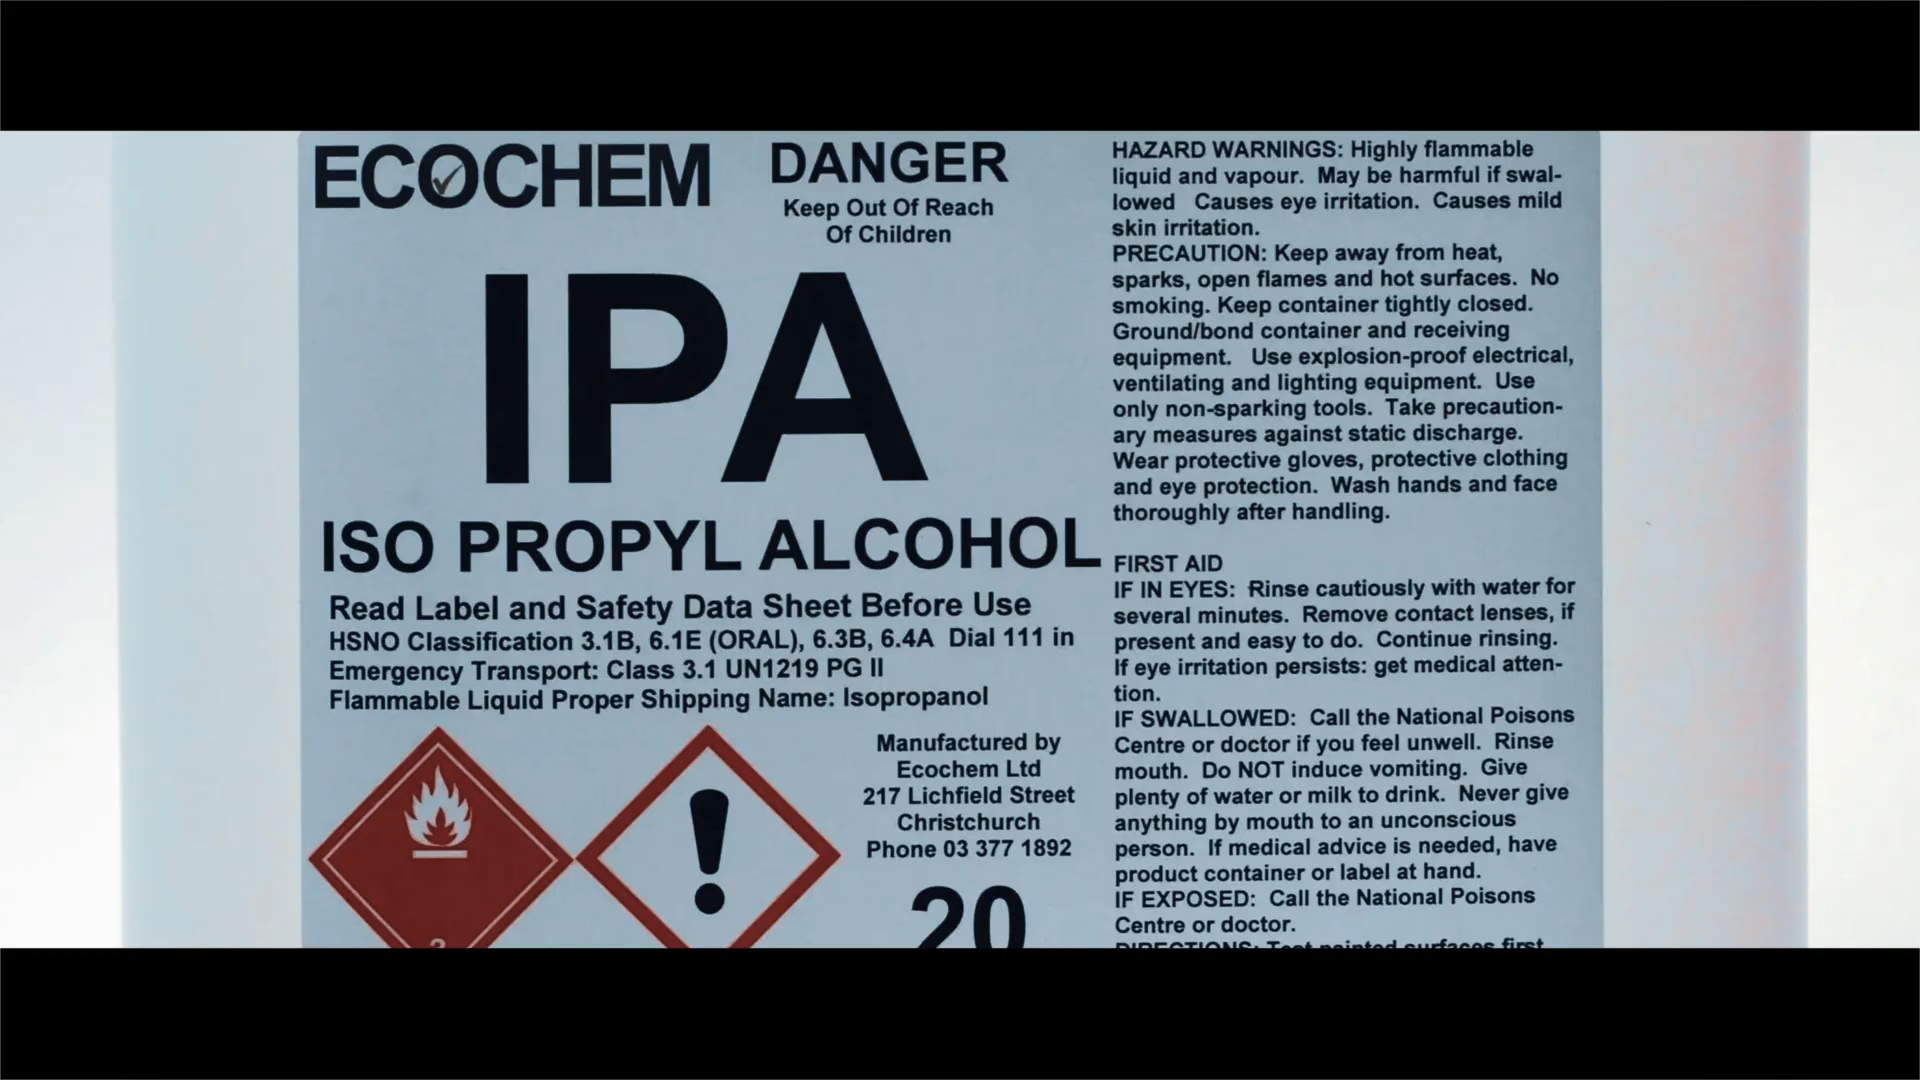 ECOCHEM
DANGER
Keep Out Of Reach
Of Children
IPA
ISO PROPYL ALCOHOL
Read Label and Safety Data Sheet Before Use
HSNO Classification 3.1B, 6.1E (ORAL), 6.3B, 6.4A Dial 111 in
Emergency Transport: Class 3.1 UN1219 PG II
Flammable Liquid Proper Shipping Name: Isopropanol
Manufactured by
Ecochem Ltd
217 Lichfield Street
Christchurch
Phone 03 377 1892
20
HAZARD WARNINGS: Highly flammable
liquid and vapour. May be harmful if swal-
lowed Causes eye irritation. Causes mild
skin irritation.
PRECAUTION: Keep away from heat,
sparks, open flames and hot surfaces. No
smoking. Keep container tightly closed.
Ground/bond container and receiving
equipment. Use explosion-proof electrical,
ventilating and lighting equipment. Use
only non-sparking tools. Take precaution-
ary measures against static discharge.
Wear protective gloves, protective clothing
and eye protection. Wash hands and face
thoroughly after handling.
FIRST AID
IF IN EYES: Rinse cautiously with water for
several minutes. Remove contact lenses, if
present and easy to do. Continue rinsing.
If eye irritation persists: get medical atten-
tion.
IF SWALLOWED: Call the National Poisons
Centre or doctor if you feel unwell. Rinse
mouth. Do NOT induce vomiting. Give
plenty of water or milk to drink. Never give
anything by mouth to an unconscious
person. If medical advice is needed, have
product container or label at hand.
IF EXPOSED: Call the National Poisons
Centre or doctor.
DIRECTIONS: Test painted surfaces first